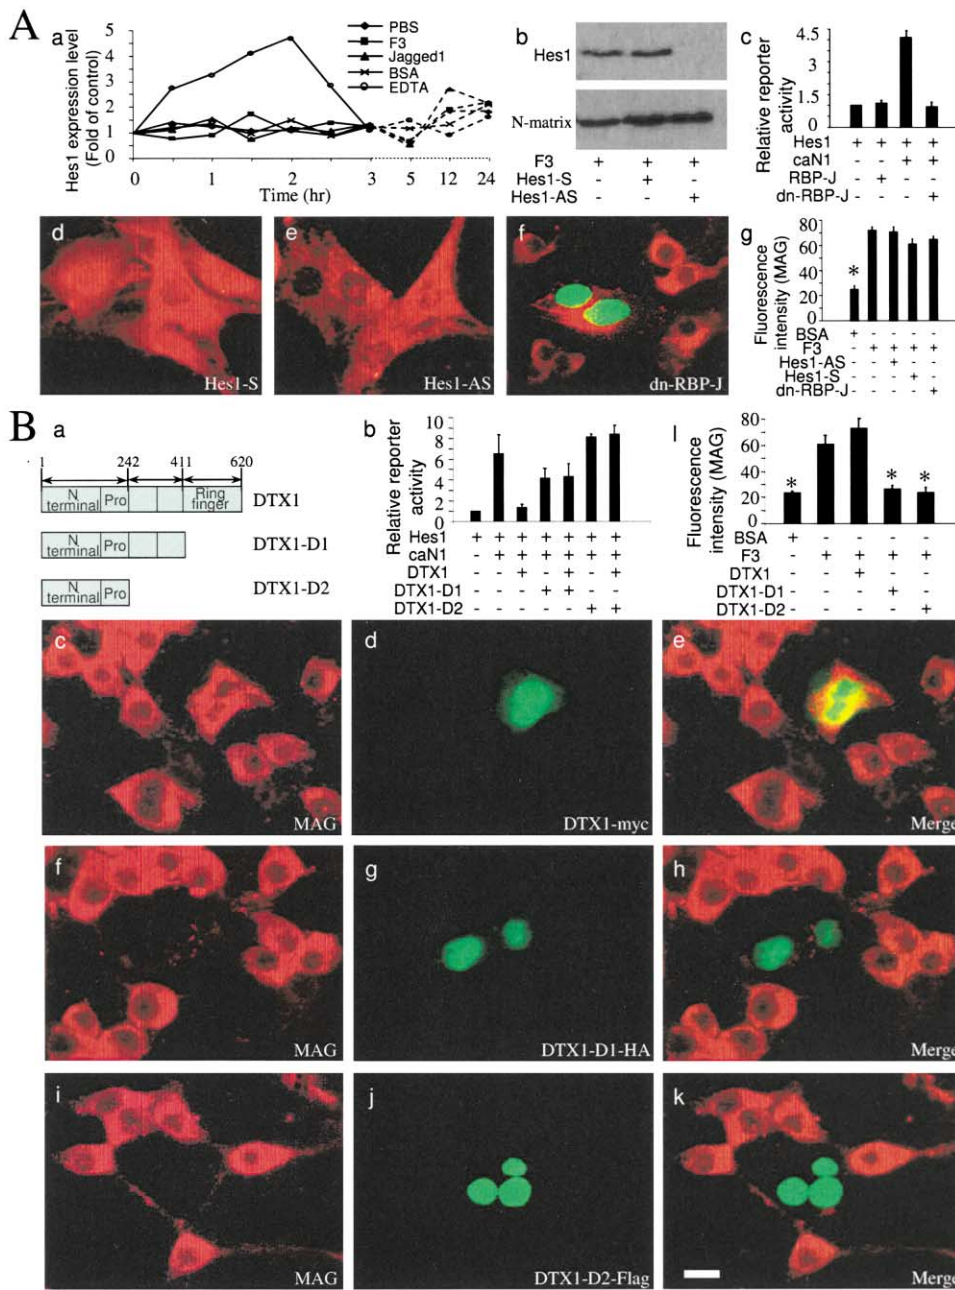 A
a
Hes1 expression level
(Fold of control)
5
4
3
2
1
0
0 1 2 3 5 12 24
Time (hr)
PBS
F3
Jagged1
BSA
EDTA
b
Hes1
N-matrix
F3 + + +
Hes1-S +
Hes1-AS +
c
Relative reporter
activity
4.5
3
1.5
0
Hes1 + + + +
caN1 - - + +
RBP-J - + - -
dn-RBP-J - - - +
d
Hes1-S
e
Hes1-AS
f
dn-RBP-J
g
Fluorescence
intensity (MAG)
80
60
40
20
0
*
BSA + - - - -
F3 - + + + +
Hes1-AS - - + - -
Hes1-S - - - + -
dn-RBP-J - - - - +
B
a
1 242 411 620
N terminal Pro Ring finger DTX1
N terminal Pro DTX1-D1
N terminal Pro DTX1-D2
b
Relative reporter
activity
10
8
6
4
2
0
Hes1 + + + + + + +
caN1 - + + + + + +
DTX1 - - + - + - +
DTX1-D1 - - - + + - -
DTX1-D2 - - - - - + +
l
Fluorescence
intensity (MAG)
80
60
40
20
0
* * *
BSA + - - - -
F3 - + + + +
DTX1 - - + - -
DTX1-D1 - - - + -
DTX1-D2 - - - - +
c
MAG
d
DTX1-myc
e
Merge
f
MAG
g
DTX1-D1-HA
h
Merge
i
MAG
j
DTX1-D2-Flag
k
Merge